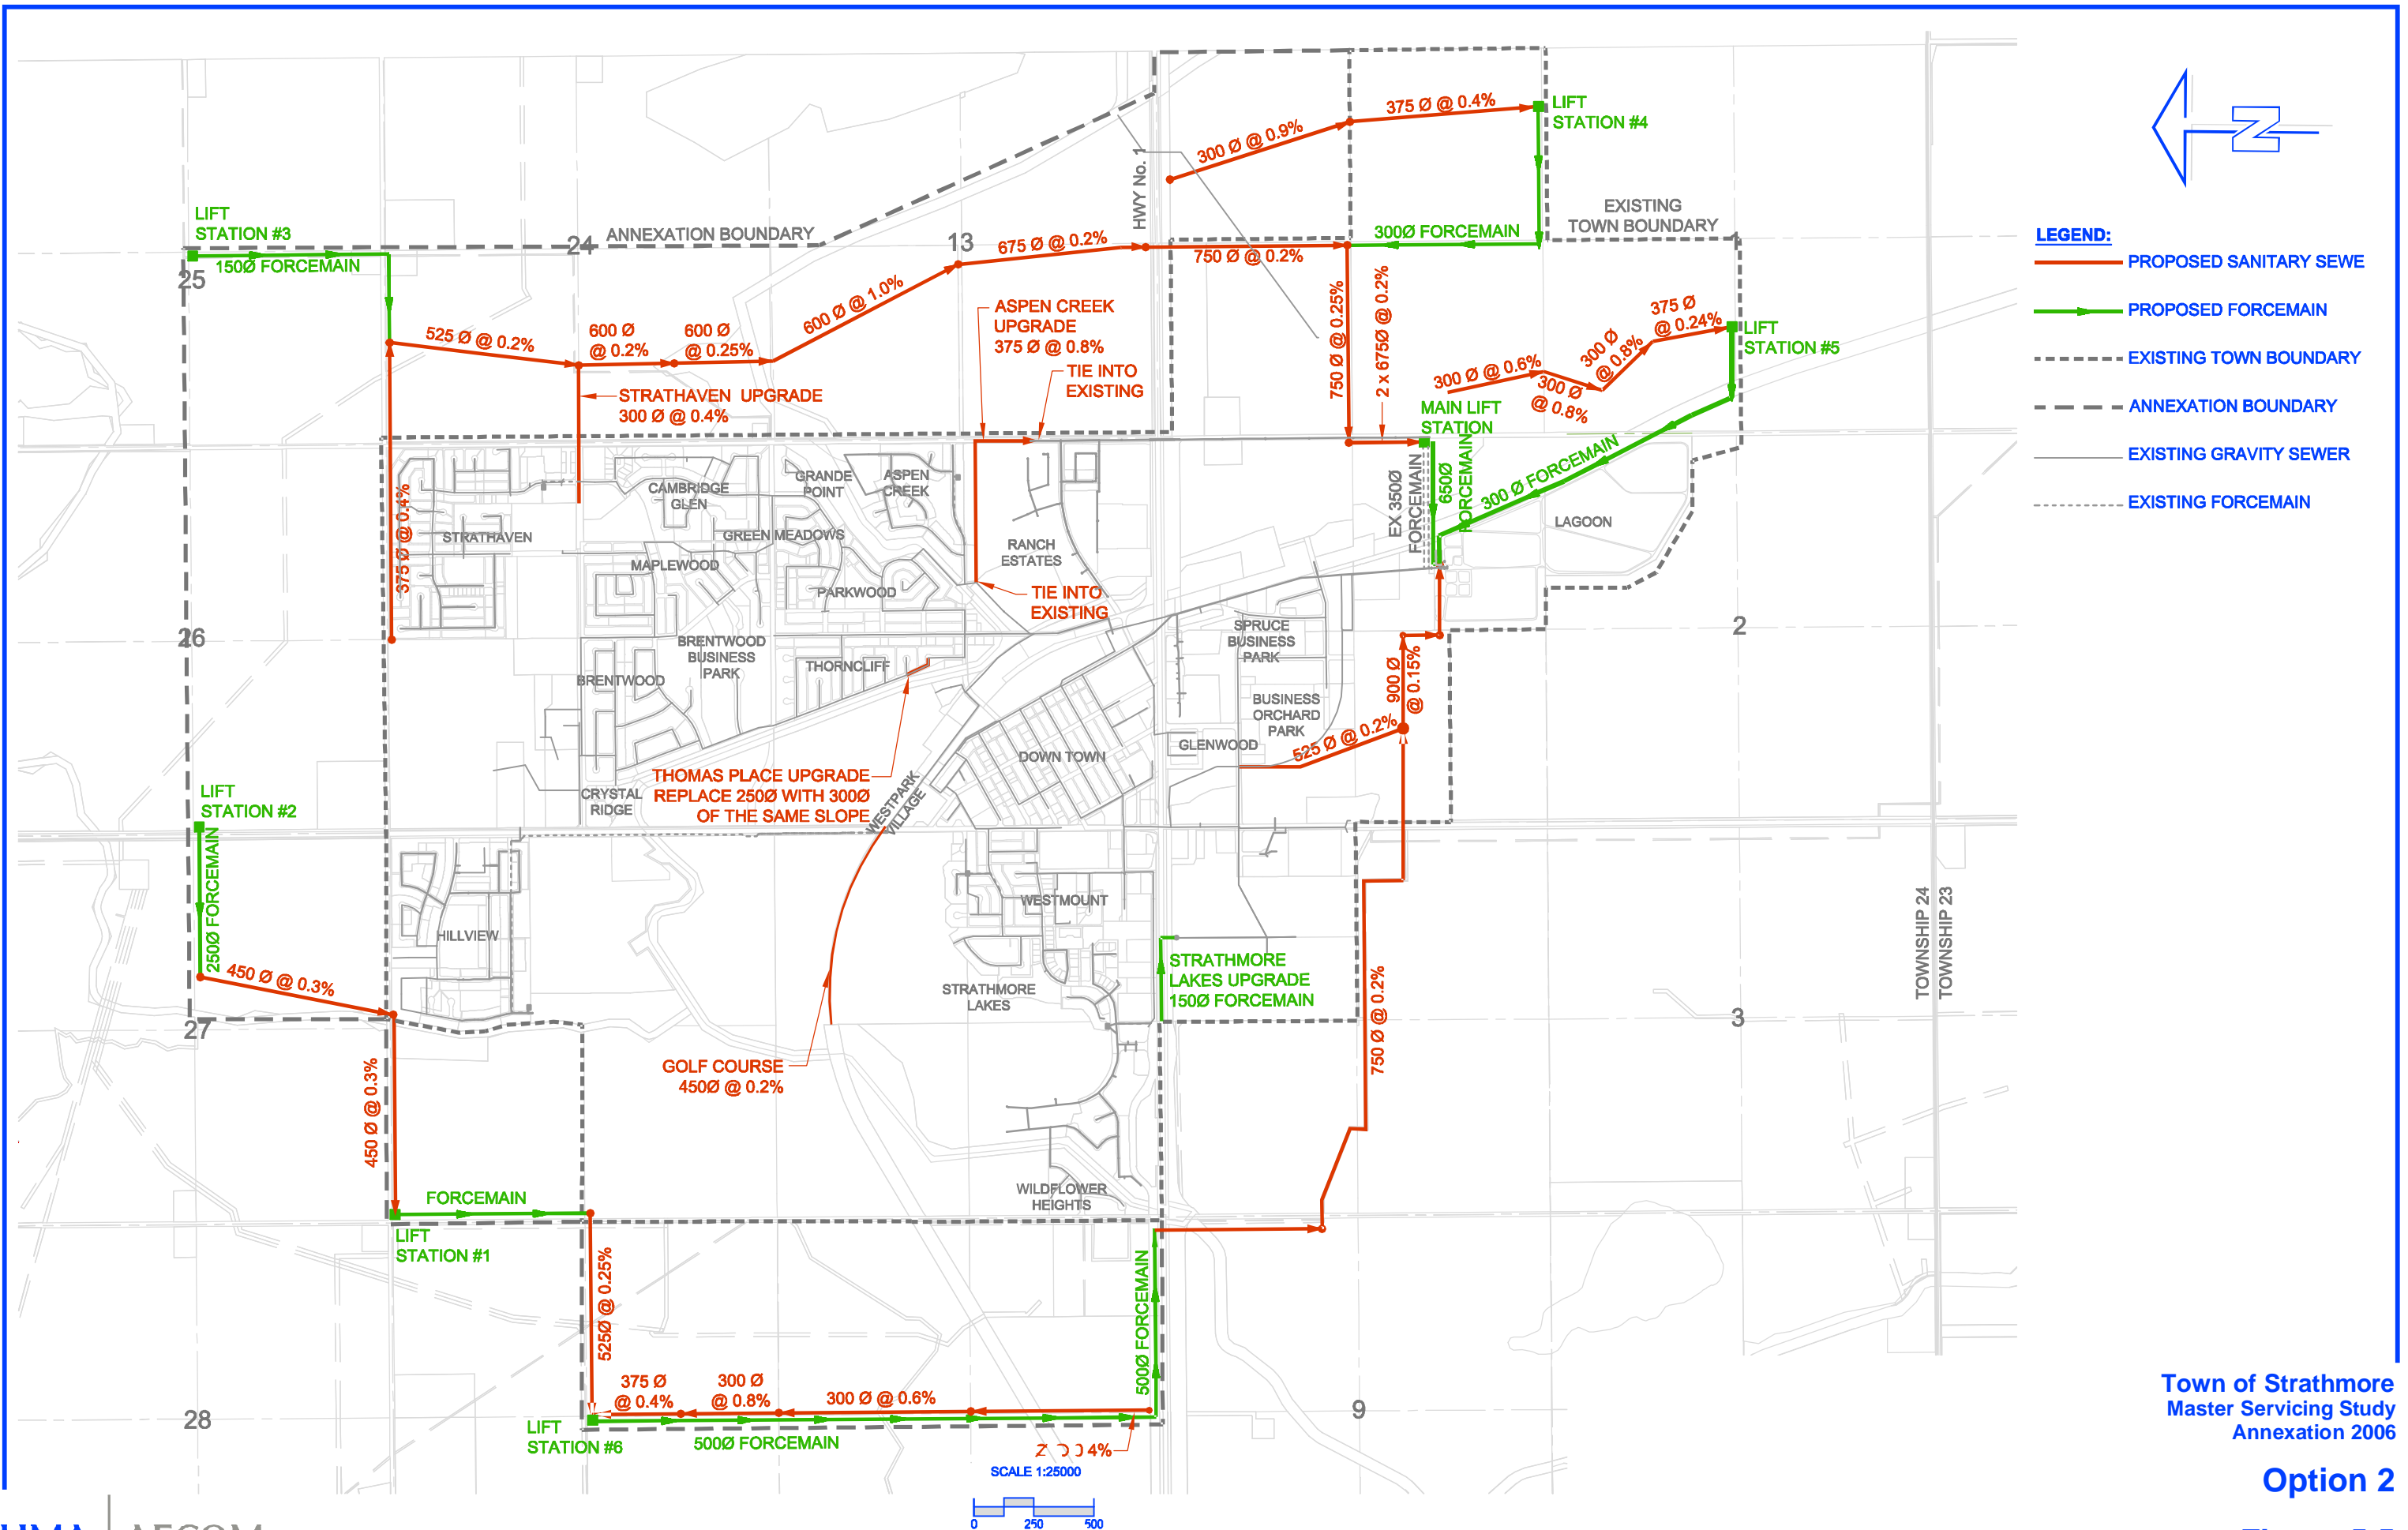 375 Ø @ 0.4%
LIFT
STATION #4
300 Ø @ 0.9%
HWY No. 1
LIFT
STATION #3
24
ANNEXATION BOUNDARY
13
675 Ø @ 0.2%
750 Ø @ 0.2%
300Ø FORCEMAIN
EXISTING
TOWN BOUNDARY
LEGEND:
PROPOSED SANITARY SEWE
PROPOSED FORCEMAIN
EXISTING TOWN BOUNDARY
ANNEXATION BOUNDARY
EXISTING GRAVITY SEWER
EXISTING FORCEMAIN
25
150Ø FORCEMAIN
525 Ø @ 0.2%
600 Ø
@ 0.2%
600 Ø
@ 0.25%
600 Ø @ 1.0%
ASPEN CREEK
UPGRADE
375 Ø @ 0.8%
TIE INTO
EXISTING
750 Ø @ 0.25%
2 x 675Ø @ 0.2%
300 Ø @ 0.6%
300 Ø
@ 0.8%
300 Ø
@ 0.8%
375 Ø
@ 0.24%
LIFT
STATION #5
STRATHAVEN UPGRADE
300 Ø @ 0.4%
MAIN LIFT
STATION
EX 350Ø
FORCEMAIN
650Ø
FORCEMAIN
300 Ø FORCEMAIN
LAGOON
375 Ø @ 0.4%
STRATHAVEN
CAMBRIDGE
GLEN
GRANDE
POINT
ASPEN
CREEK
GREEN MEADOWS
MAPLEWOOD
PARKWOOD
RANCH
ESTATES
TIE INTO
EXISTING
26
BRENTWOOD
BUSINESS
PARK
THORNCLIFF
BRENTWOOD
SPRUCE
BUSINESS
PARK
2
900 Ø
@ 0.15%
BUSINESS
ORCHARD
PARK
GLENWOOD
525 Ø @ 0.2%
DOWN TOWN
THOMAS PLACE UPGRADE
REPLACE 250Ø WITH 300Ø
OF THE SAME SLOPE
CRYSTAL
RIDGE
WESTPARK
VILLAGE
LIFT
STATION #2
250Ø FORCEMAIN
450 Ø @ 0.3%
HILLVIEW
WESTMOUNT
STRATHMORE
LAKES
STRATHMORE
LAKES UPGRADE
150Ø FORCEMAIN
TOWNSHIP 24
TOWNSHIP 23
27
3
750 Ø @ 0.2%
GOLF COURSE
450Ø @ 0.2%
450 Ø @ 0.3%
WILDFLOWER
HEIGHTS
FORCEMAIN
LIFT
STATION #1
525Ø @ 0.25%
500Ø FORCEMAIN
375 Ø
@ 0.4%
300 Ø
@ 0.8%
300 Ø @ 0.6%
28
9
LIFT
STATION #6
500Ø FORCEMAIN
4%
SCALE 1:25000
0 250 500
N
Town of Strathmore
Master Servicing Study
Annexation 2006
Option 2